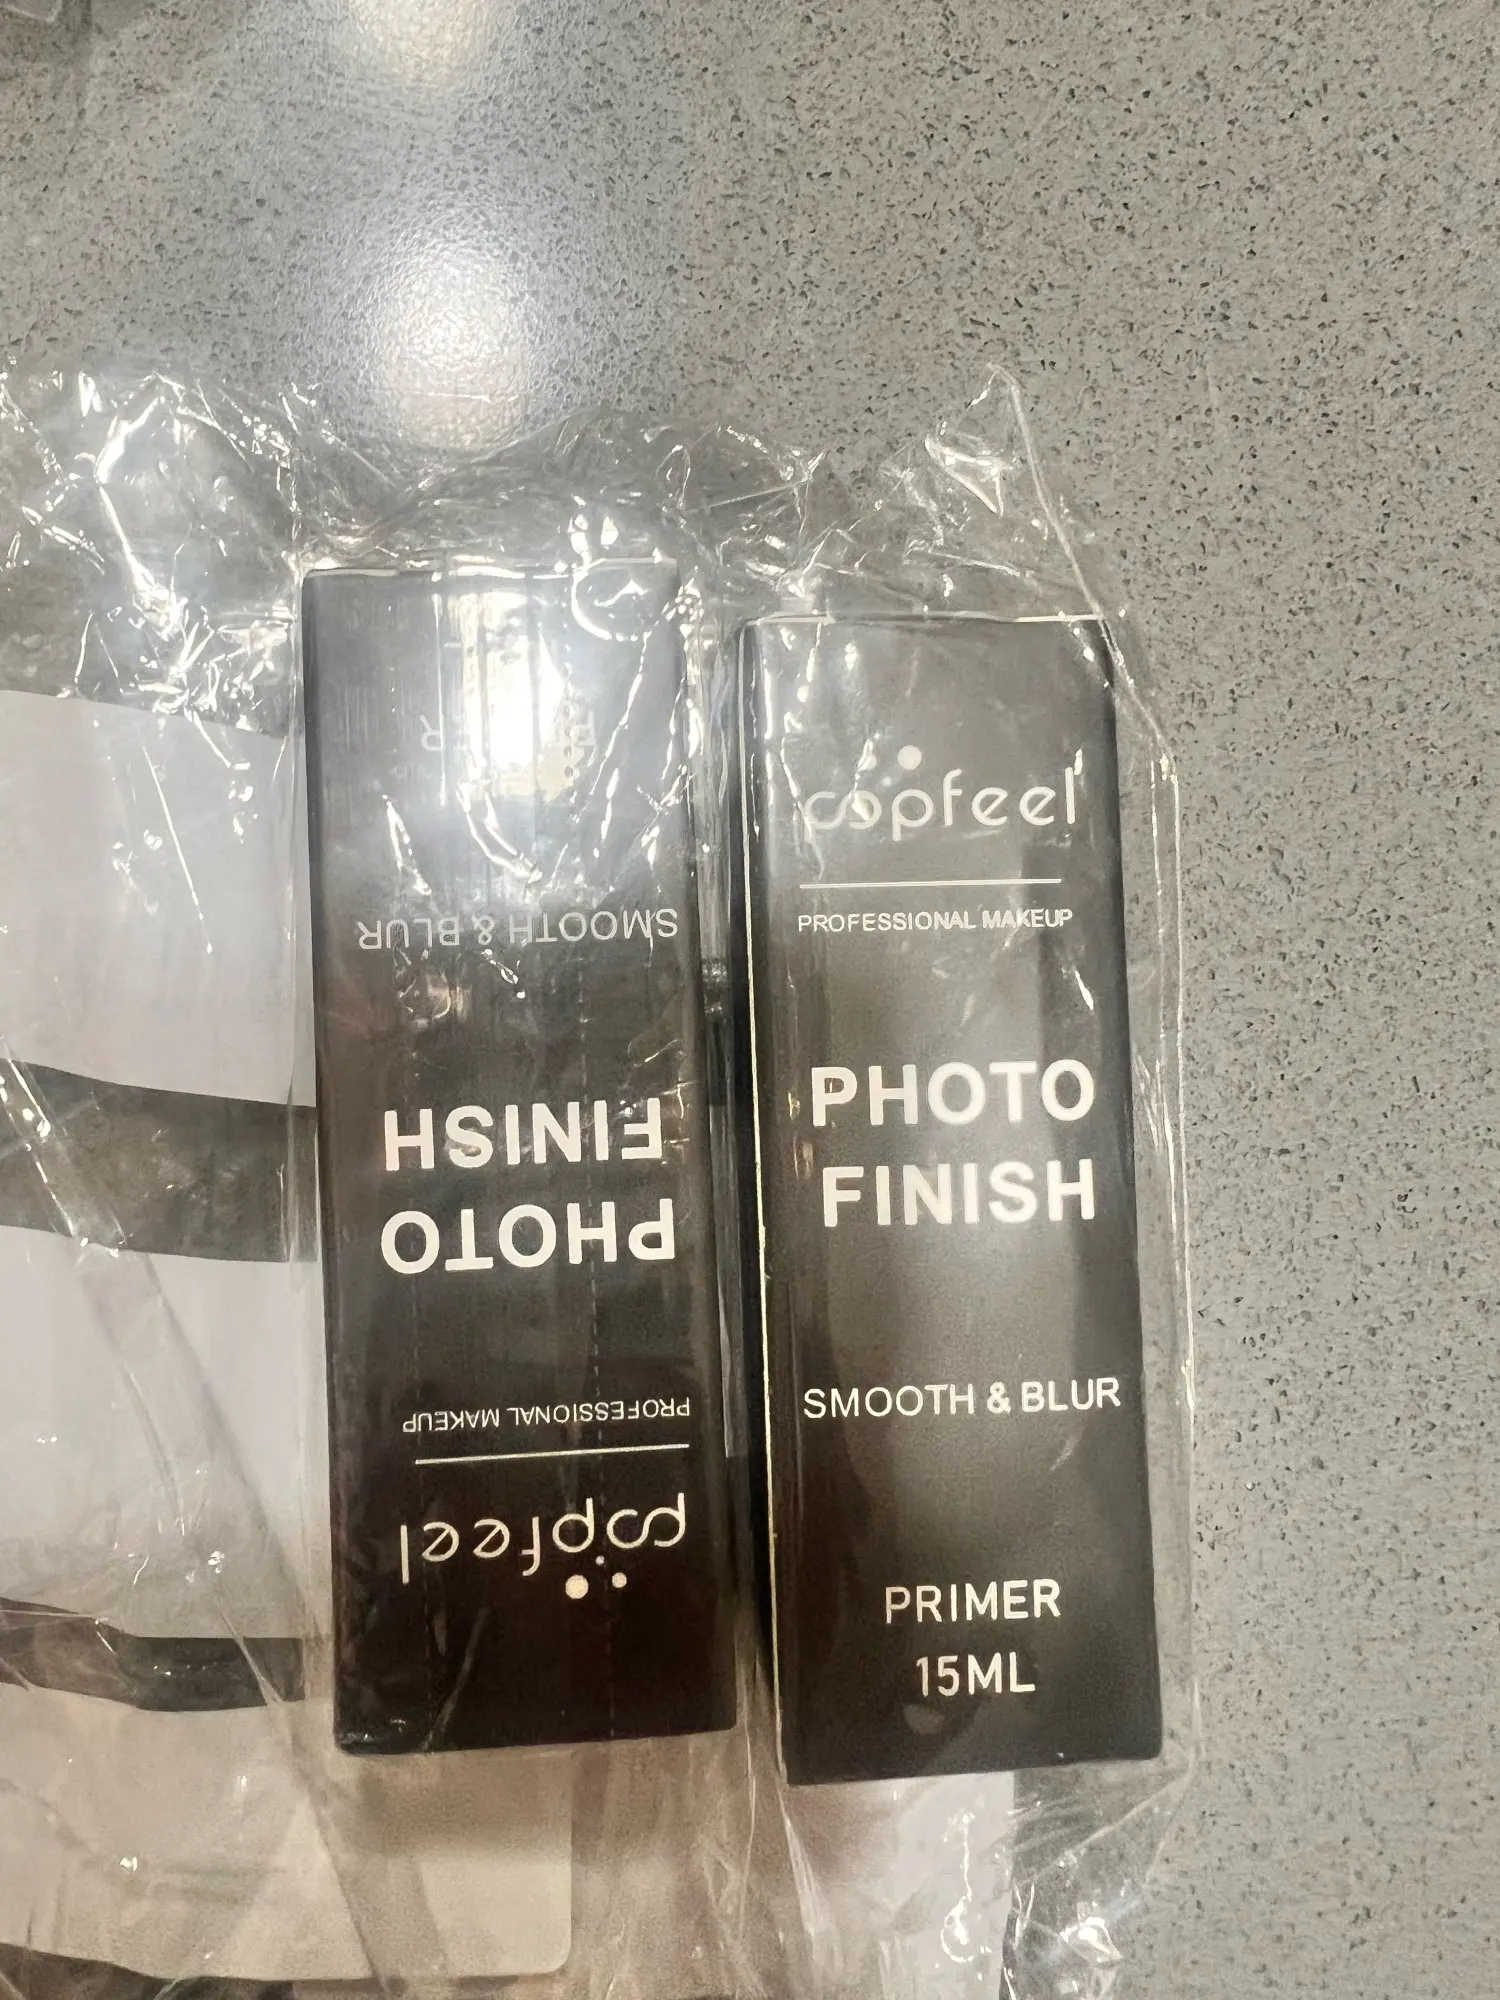 popfeel
PROFESSIONAL MAKEUP
PHOTO
FINISH
SMOOTH & BLUR
popfeel
PROFESSIONAL MAKEUP
PHOTO
FINISH
SMOOTH & BLUR
PRIMER
15ML